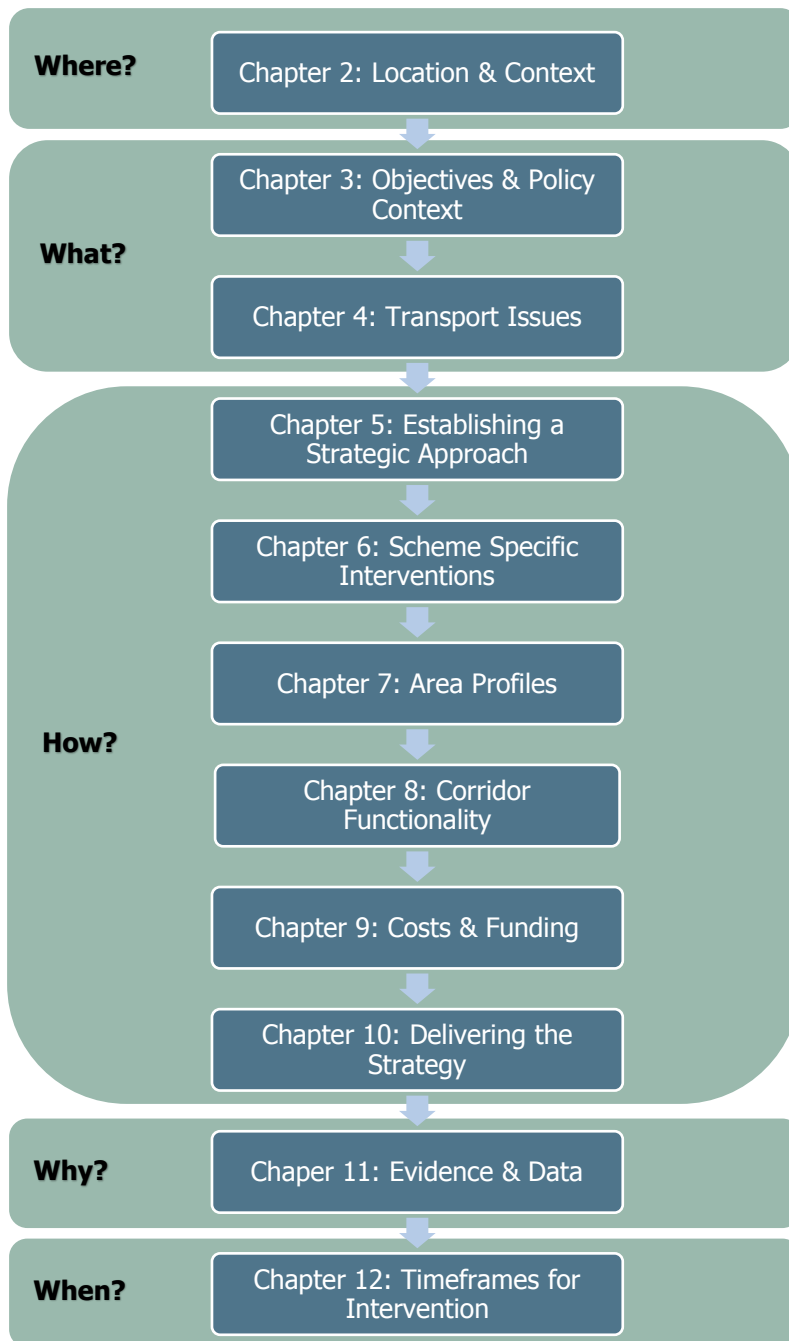 Where?
Chapter 2: Location & Context
What?
Chapter 3: Objectives & Policy
Context
Chapter 4: Transport Issues
How?
Chapter 5: Establishing a
Strategic Approach
Chapter 6: Scheme Specific
Interventions
Chapter 7: Area Profiles
Chapter 8: Corridor
Functionality
Chapter 9: Costs & Funding
Chapter 10: Delivering the
Strategy
Why?
Chaper 11: Evidence & Data
When?
Chapter 12: Timeframes for
Intervention